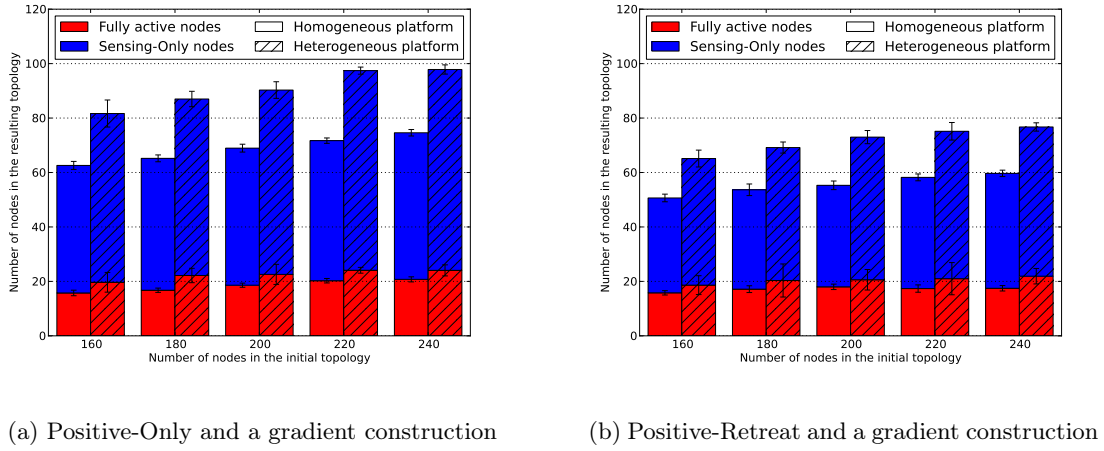 120
100
80
60
40
20
0
Number of nodes in the resulting topology
Fully active nodes
Sensing-Only nodes
Homogeneous platform
Heterogeneous platform
160 180 200 220 240
Number of nodes in the initial topology
(a) Positive-Only and a gradient construction
120
100
80
60
40
20
0
Number of nodes in the resulting topology
Fully active nodes
Sensing-Only nodes
Homogeneous platform
Heterogeneous platform
160 180 200 220 240
Number of nodes in the initial topology
(b) Positive-Retreat and a gradient construction